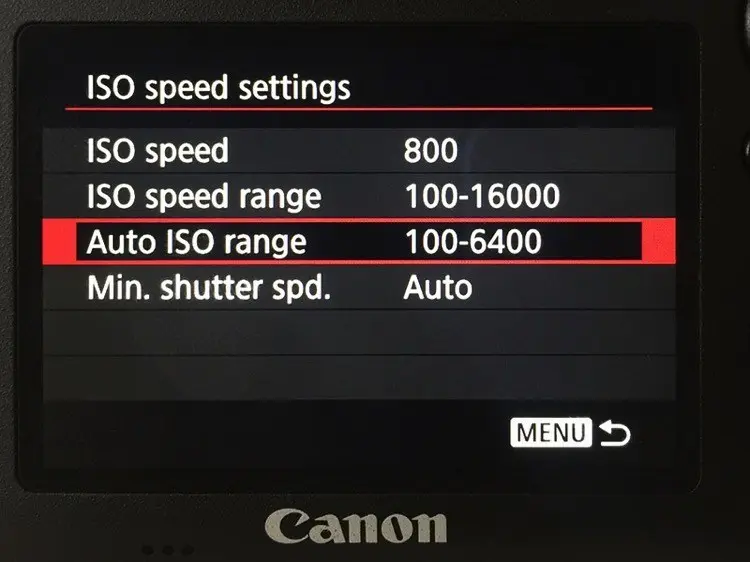 ISO speed settings
ISO speed 800
ISO speed range 100-16000
Auto ISO range 100-6400
Min. shutter spd. Auto
MENU
Canon